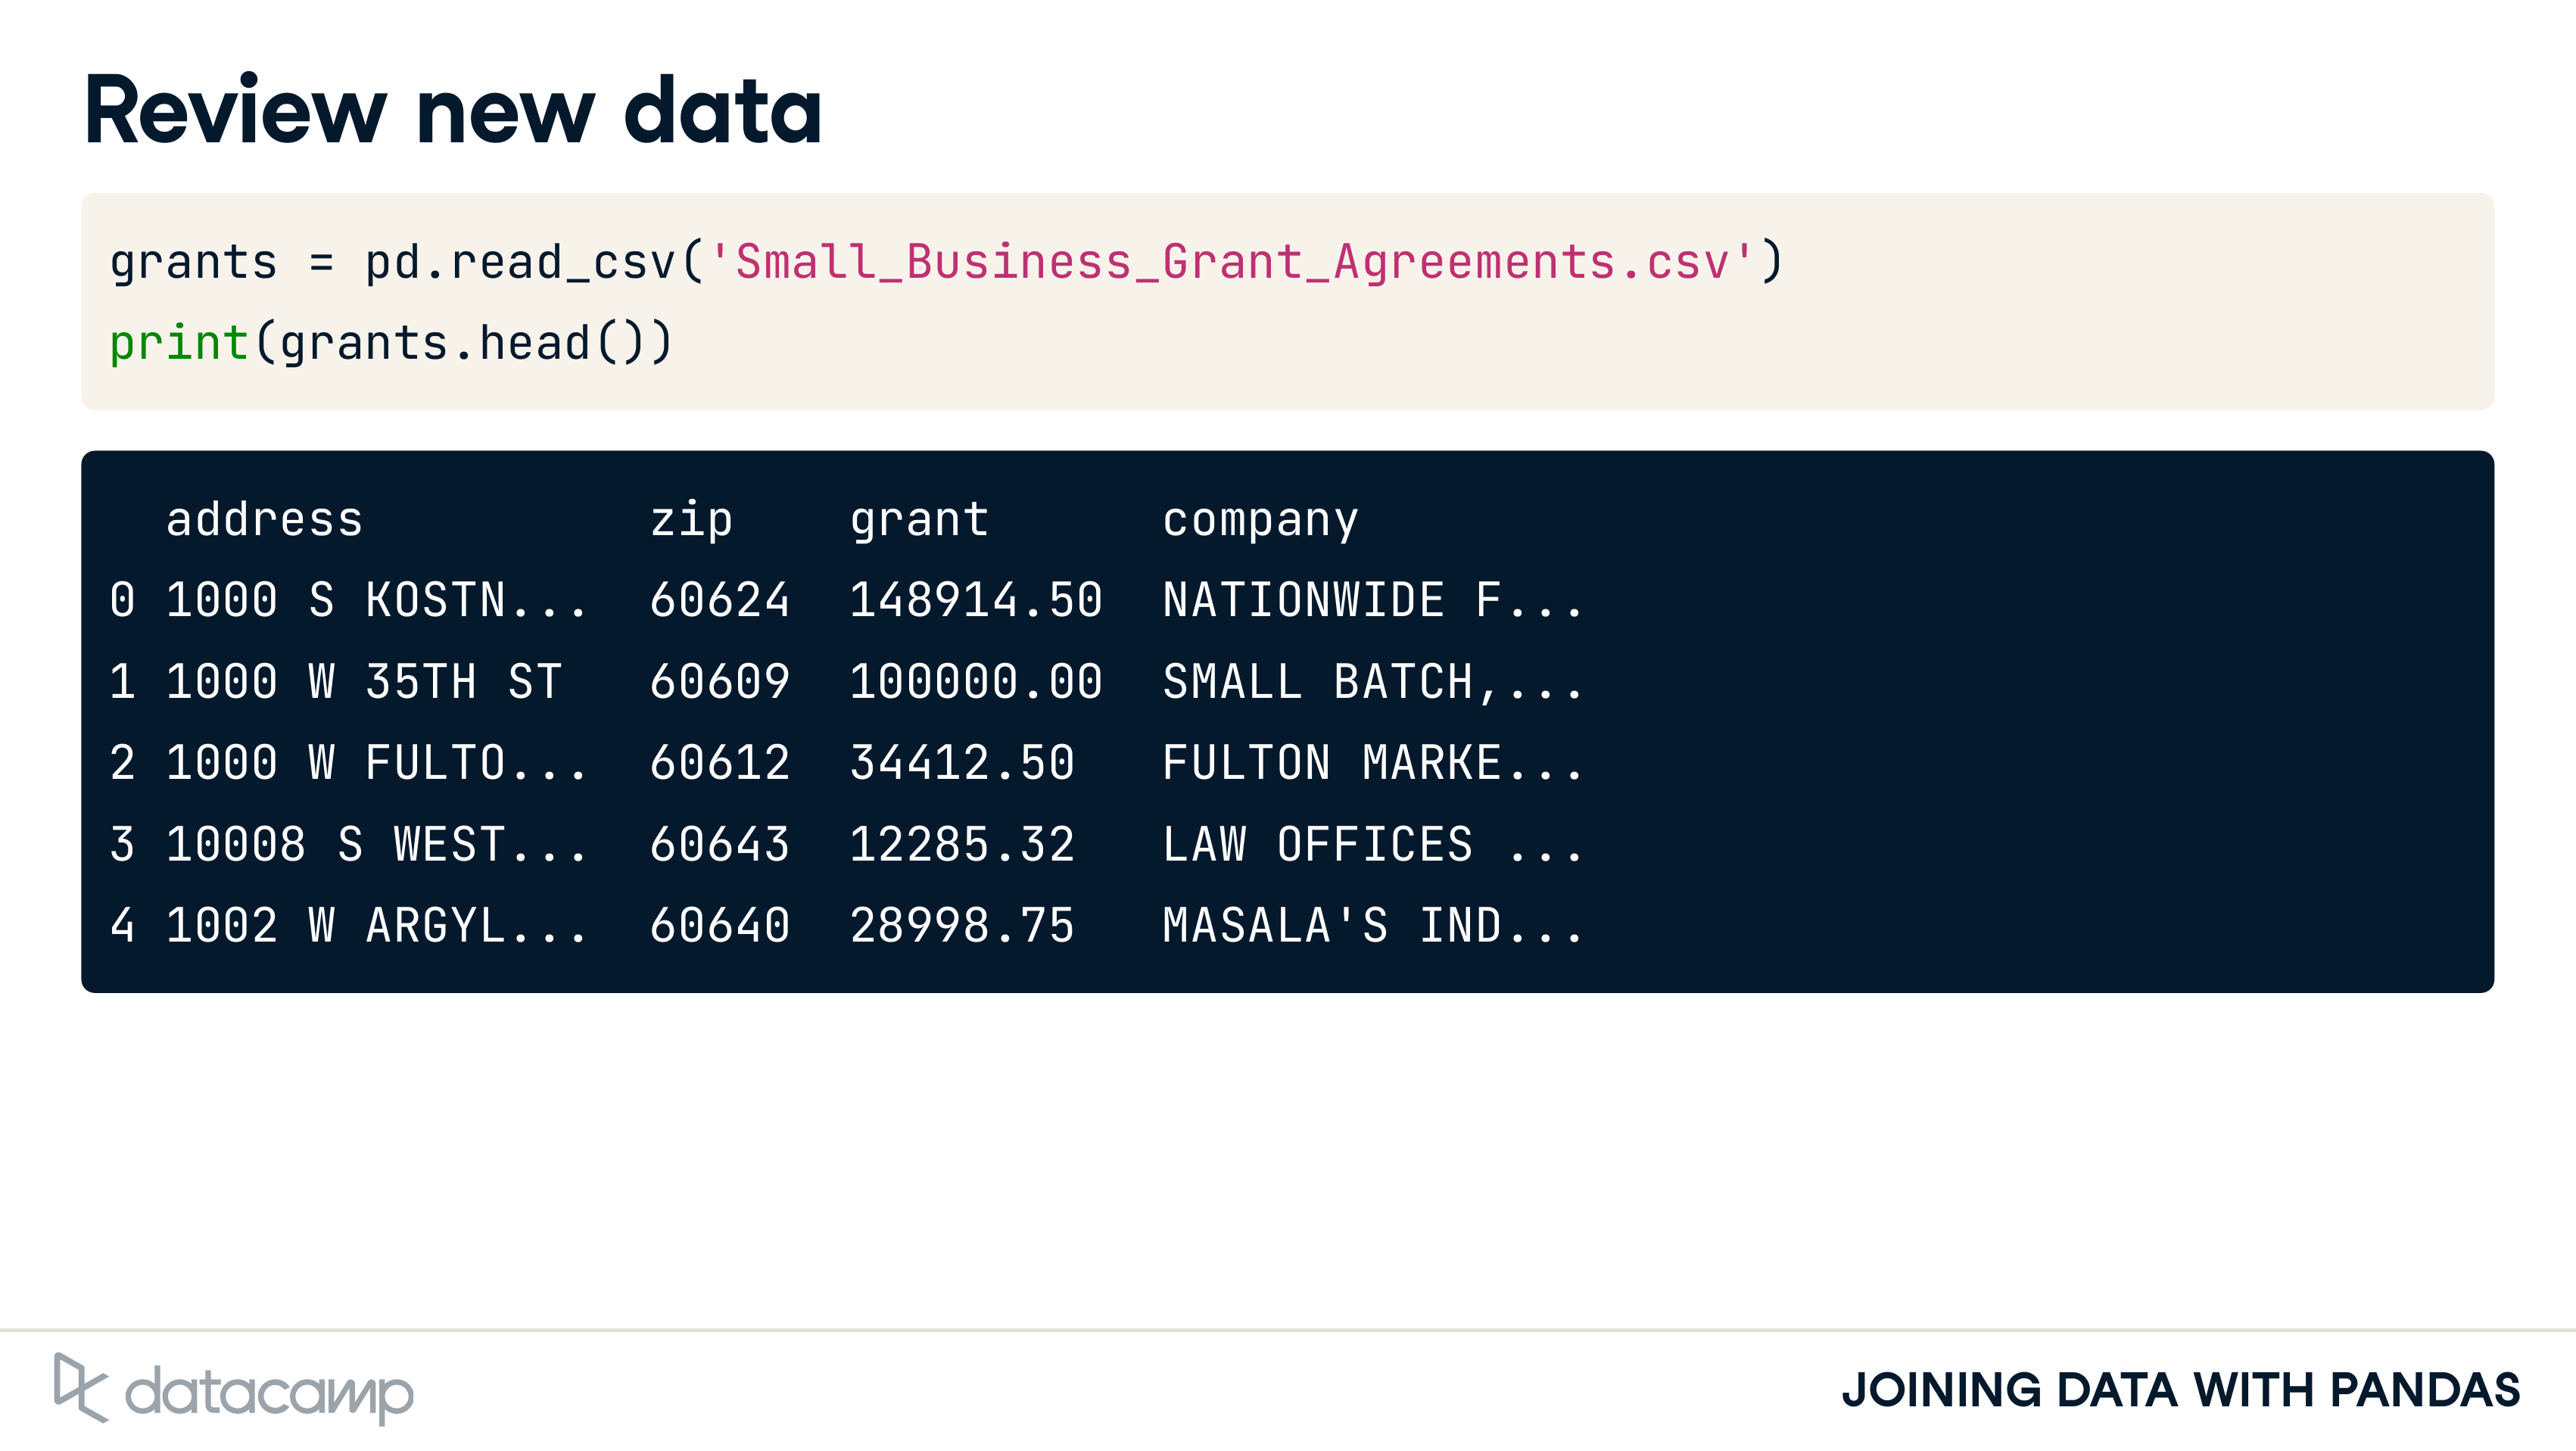 Review new data
grants = pd.read_csv('Small_Business_Grant_Agreements.csv')
print(grants.head())
  address          zip    grant      company
0 1000 S KOSTN...  60624  148914.50  NATIONWIDE F...
1 1000 W 35TH ST   60609  100000.00  SMALL BATCH,...
2 1000 W FULTO...  60612  34412.50   FULTON MARKE...
3 10008 S WEST...  60643  12285.32   LAW OFFICES ...
4 1002 W ARGYL...  60640  28998.75   MASALA'S IND...
datacamp
JOINING DATA WITH PANDAS